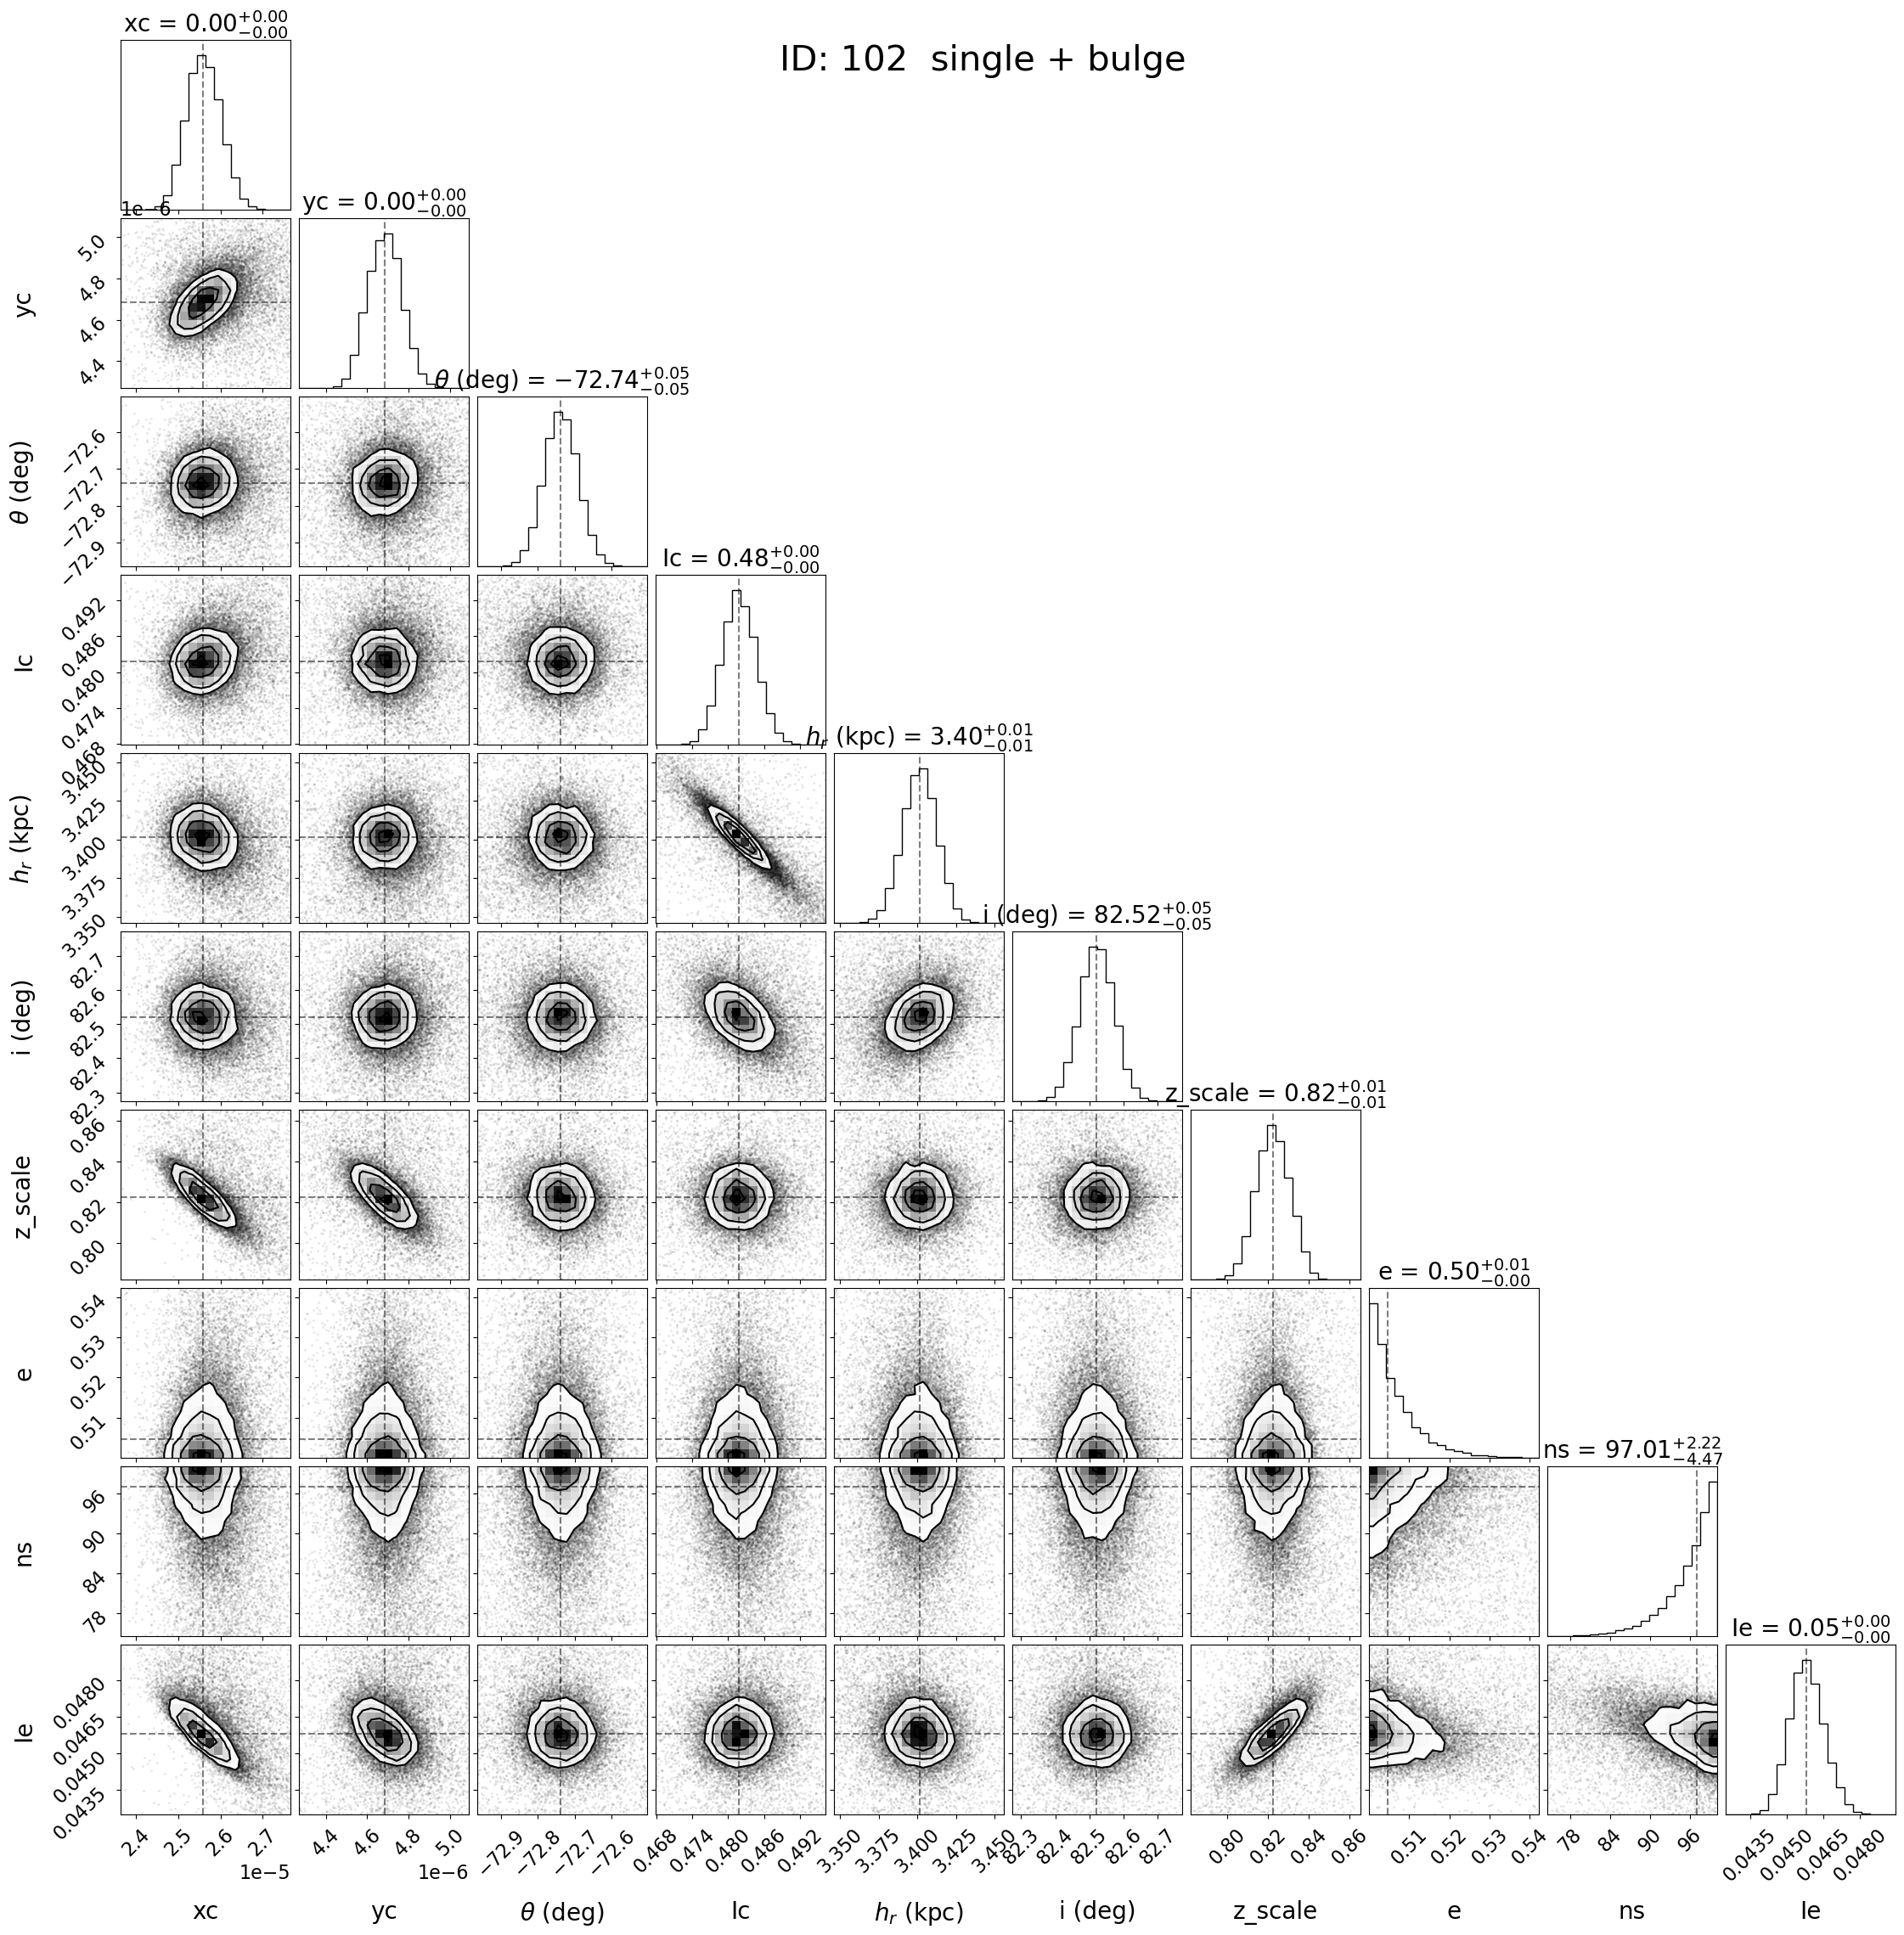 ID: 102 single + bulge
xc = 0.00+0.00−0.00
1e−6
yc = 0.00+0.00−0.00
yc
5.0
4.8
4.6
4.4
θ (deg) = −72.74+0.05−0.05
θ (deg)
−72.6
−72.7
−72.8
−72.9
Ic = 0.48+0.00−0.00
Ic
0.492
0.486
0.480
0.474
0.468
h_r (kpc) = 3.40+0.01−0.01
h_r (kpc)
3.450
3.425
3.400
3.375
3.350
i (deg) = 82.52+0.05−0.05
i (deg)
82.7
82.6
82.5
82.4
82.3
z_scale = 0.82+0.01−0.01
z_scale
0.86
0.84
0.82
0.80
e = 0.50+0.01−0.00
e
0.54
0.53
0.52
0.51
ns = 97.01+2.22−4.47
ns
96
90
84
78
Ie = 0.05+0.00−0.00
Ie
0.0480
0.0465
0.0450
0.0435
2.4 2.5 2.6 2.7 4.4 4.6 4.8 5.0 −72.9 −72.8 −72.7 −72.6 0.468 0.474 0.480 0.486 0.492 3.350 3.375 3.400 3.425 3.450 82.3 82.4 82.5 82.6 82.7 0.80 0.82 0.84 0.86 0.51 0.52 0.53 0.54 78 84 90 96 0.0435 0.0450 0.0465 0.0480
1e−5 1e−6
xc yc θ (deg) Ic h_r (kpc) i (deg) z_scale e ns Ie